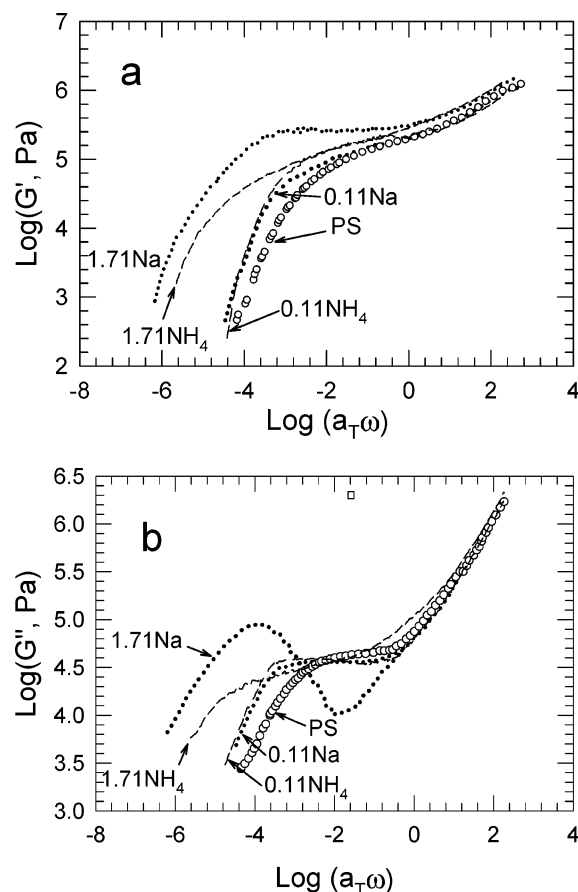 a
7
6
5
4
3
2
Log(G', Pa)
0.11Na
PS
1.71Na
1.71NH₄
0.11NH₄
-8 -6 -4 -2 0 2 4
Log (a_Tω)
b
6.5
6.0
5.5
5.0
4.5
4.0
3.5
3.0
Log(G", Pa)
1.71Na
PS
0.11Na
1.71NH₄
0.11NH₄
-8 -6 -4 -2 0 2 4
Log (a_Tω)